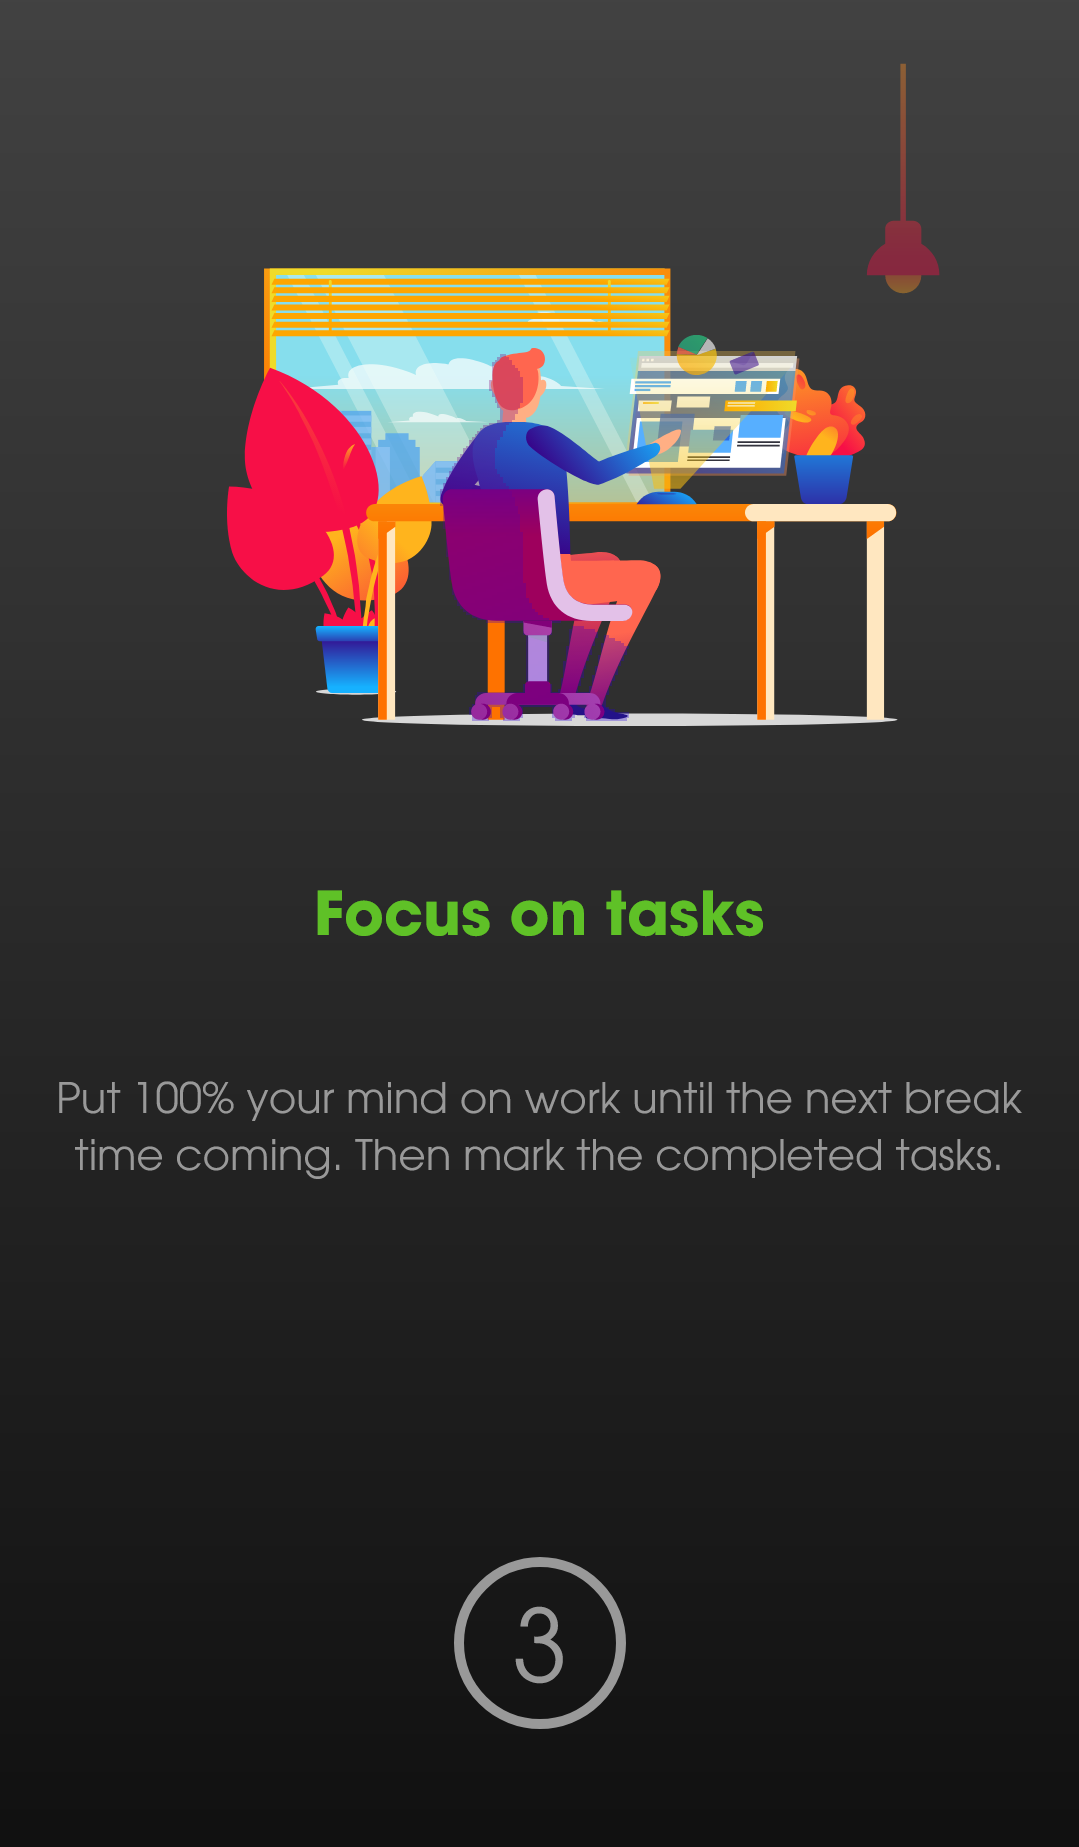 Focus on tasks
Put 100% your mind on work until the next break
time coming. Then mark the completed tasks.
3